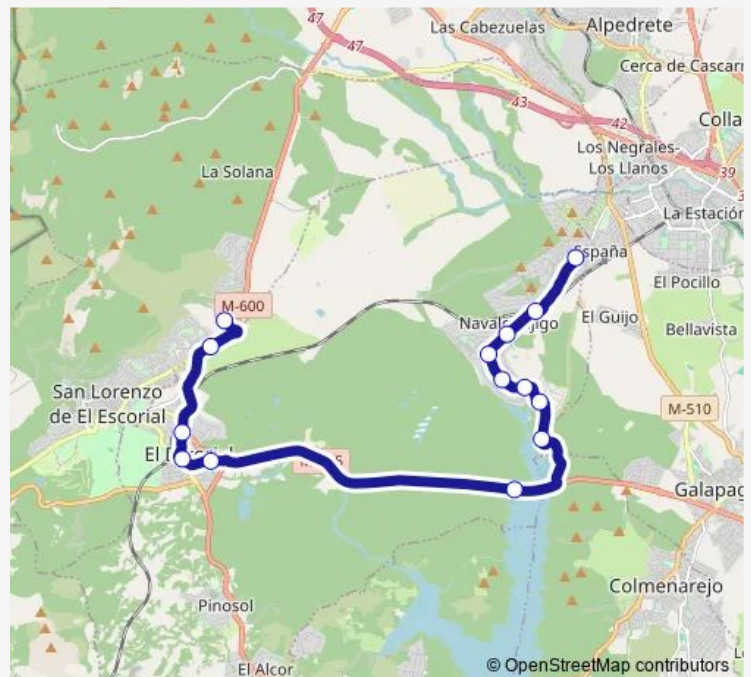 47
47
Las Cabezuelas
Alpedrete
Cerca de Cascarr
43
42
Colla
Los Negrales-
Los Llanos
39
La Solana
La Estación
España
El Pocillo
M-600
El Guijo
Bellavista
San Lorenzo
de El Escorial
M-510
Galapag
Colmenarejo
Pinosol
El Alcor
© OpenStreetMap contributors